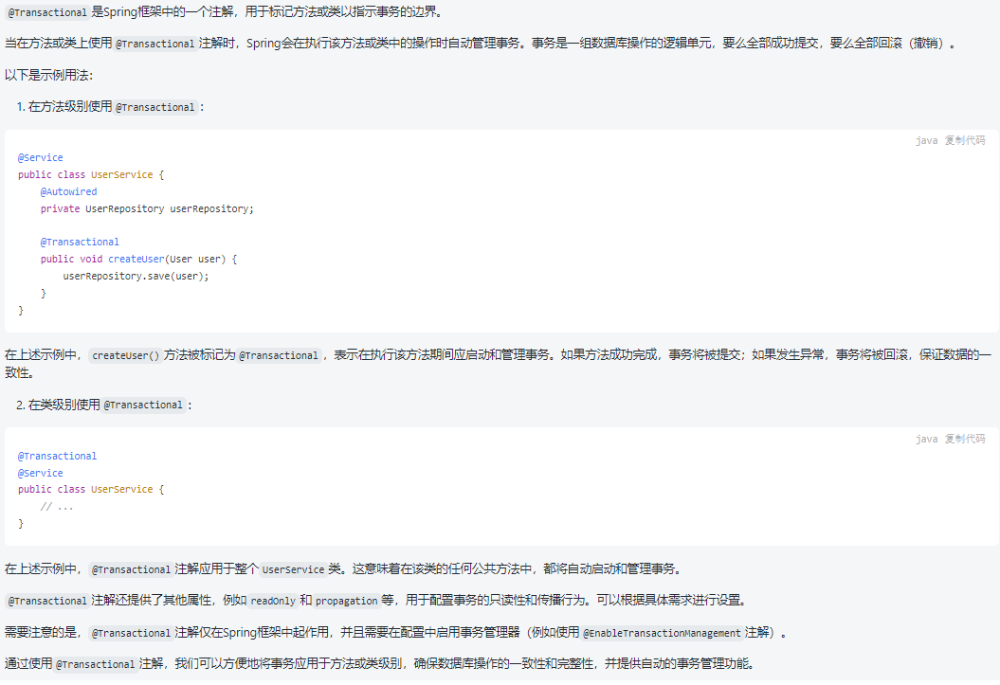 @Transactional 是Spring框架中的一个注解，用于标记方法或类以指示事务的边界。
当在方法或类上使用 @Transactional 注解时，Spring会在执行该方法或类中的操作时自动管理事务。事务是一组数据库操作的逻辑单元，要么全部成功提交，要么全部回滚（撤销）。
以下是示例用法：
1. 在方法级别使用 @Transactional ：
java 复制代码
@Service
public class UserService {
    @Autowired
    private UserRepository userRepository;

    @Transactional
    public void createUser(User user) {
        userRepository.save(user);
    }
}
在上述示例中， createUser() 方法被标记为 @Transactional ，表示在执行该方法期间应启动和管理事务。如果方法成功完成，事务将被提交；如果发生异常，事务将被回滚，保证数据的一
致性。
2. 在类级别使用 @Transactional ：
java 复制代码
@Transactional
@Service
public class UserService {
    // ...
}
在上述示例中， @Transactional 注解应用于整个 UserService 类。这意味着在该类的任何公共方法中，都将自动启动和管理事务。
@Transactional 注解还提供了其他属性，例如 readOnly 和 propagation 等，用于配置事务的只读性和传播行为。可以根据具体需求进行设置。
需要注意的是， @Transactional 注解仅在Spring框架中起作用，并且需要在配置中启用事务管理器（例如使用 @EnableTransactionManagement 注解）。
通过使用 @Transactional 注解，我们可以方便地将事务应用于方法或类级别，确保数据库操作的一致性和完整性，并提供自动的事务管理功能。